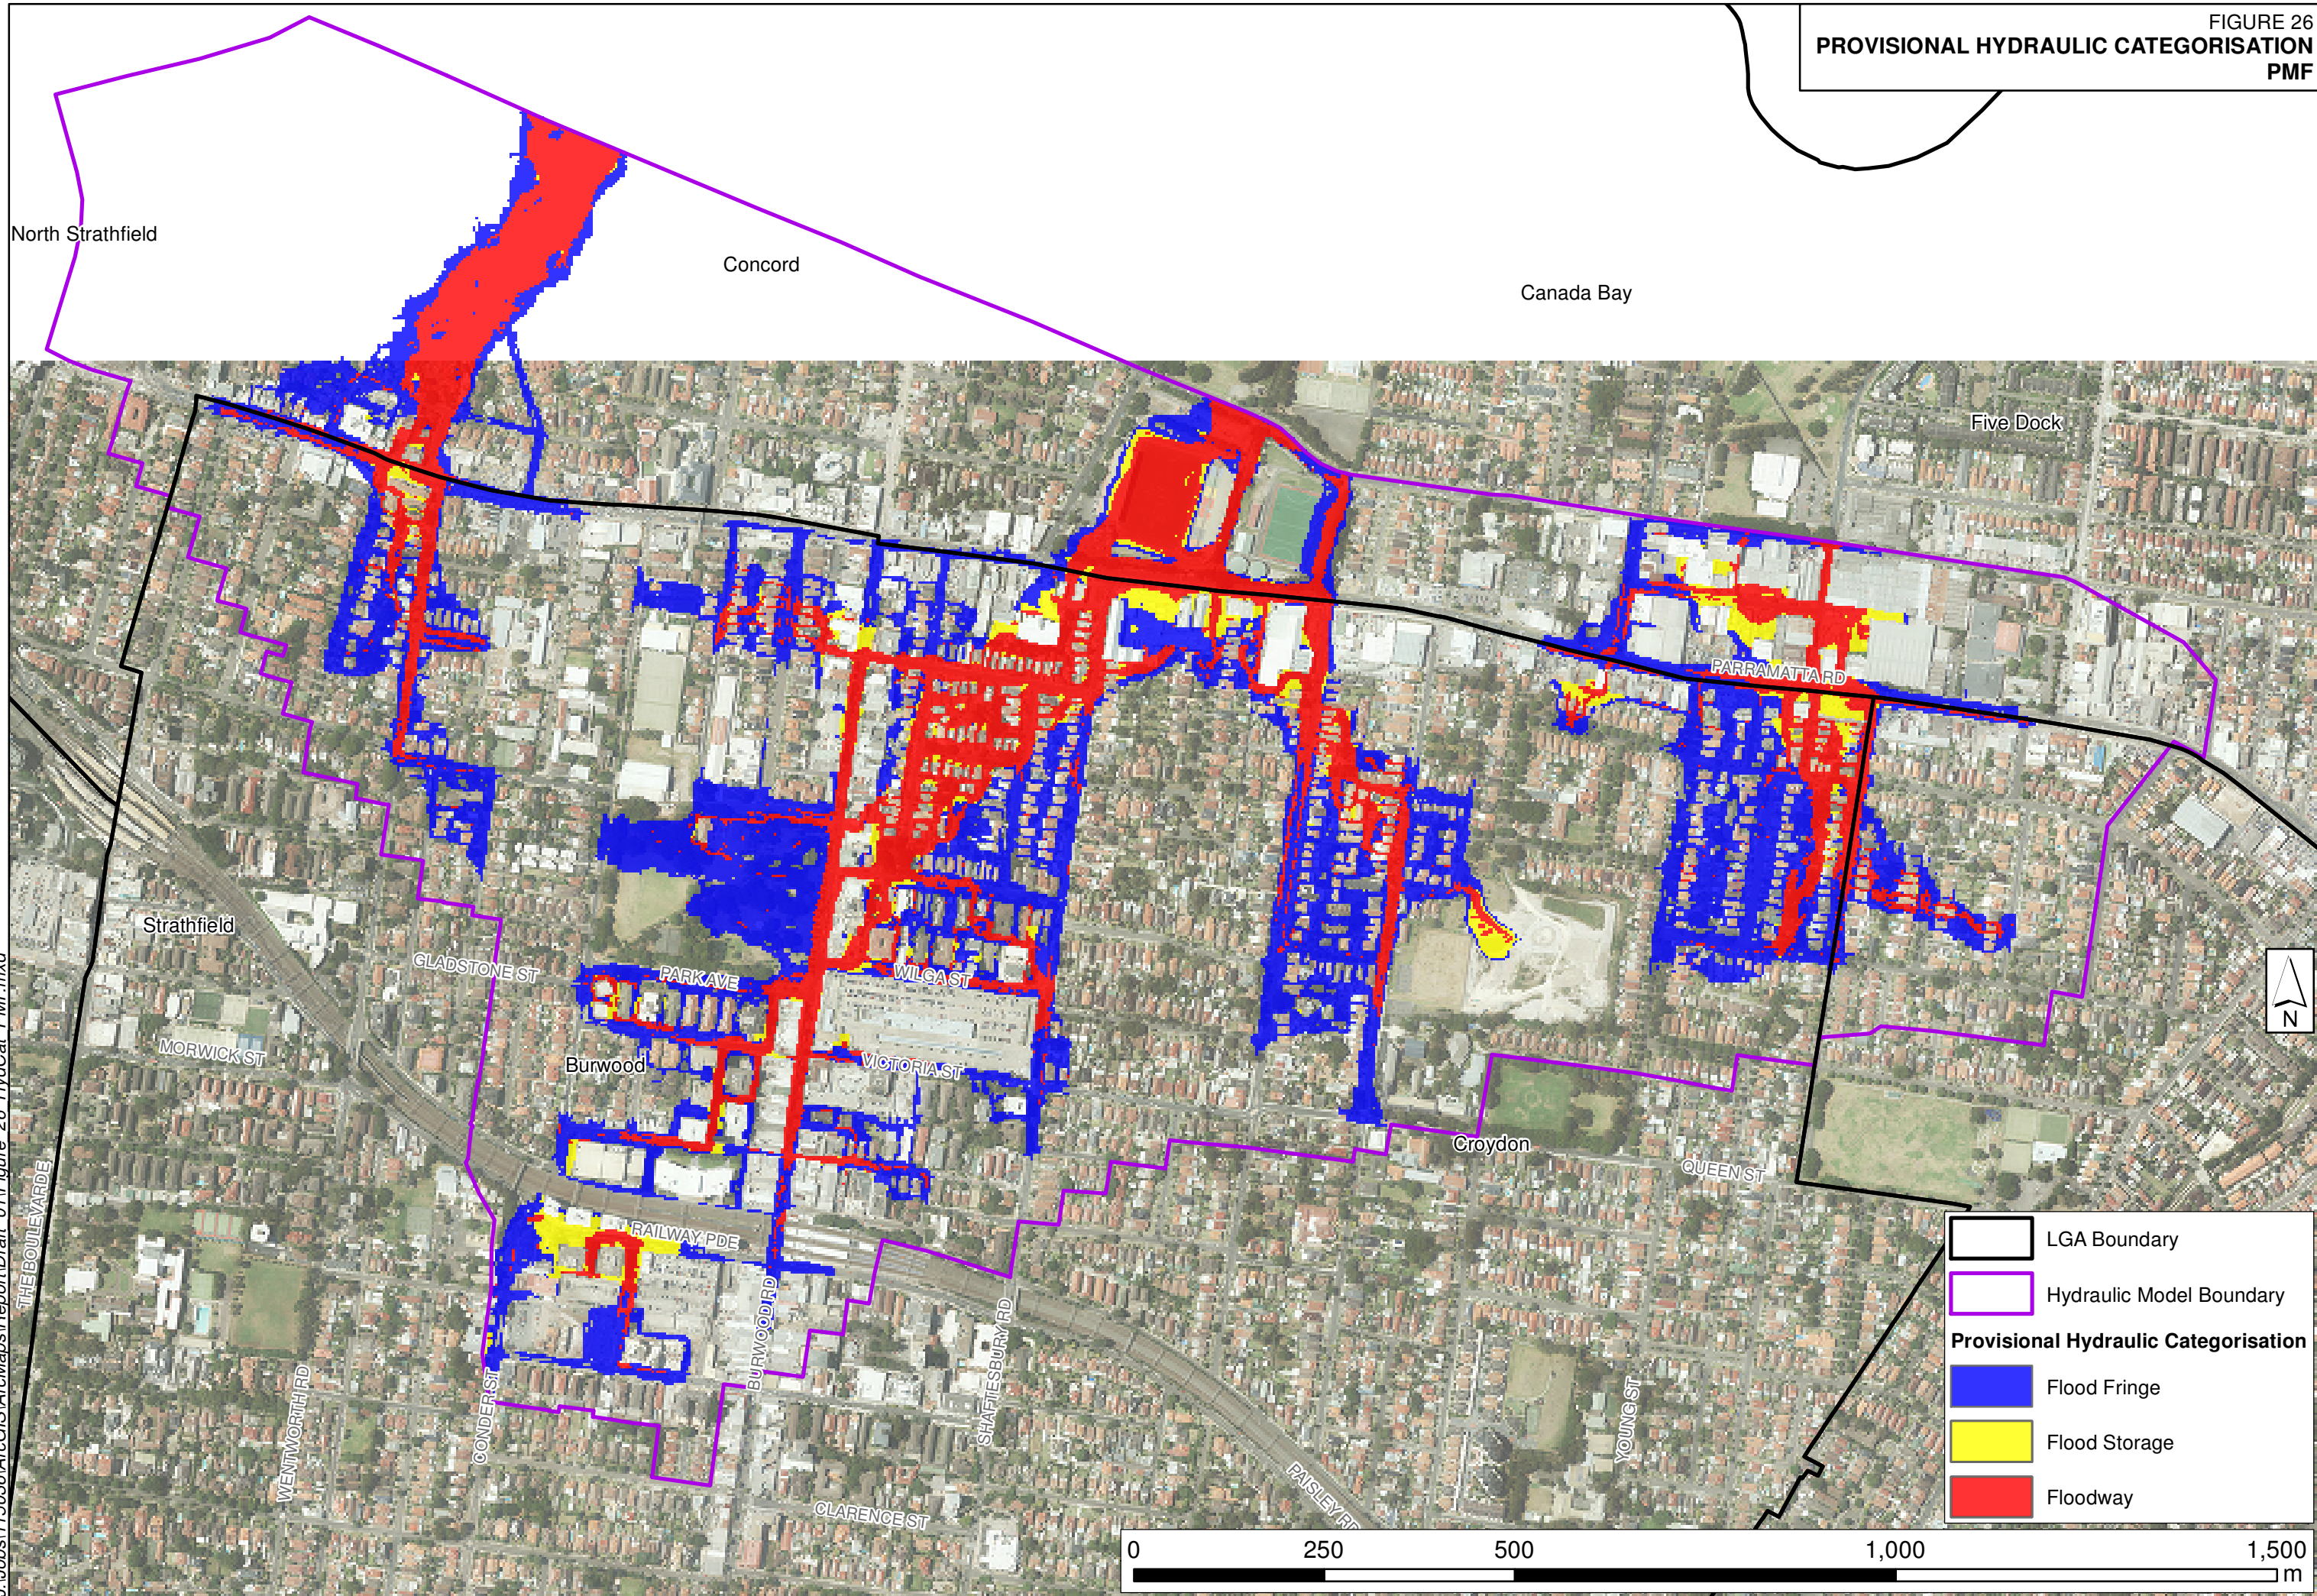 FIGURE 26
PROVISIONAL HYDRAULIC CATEGORISATION
PMF
North Strathfield
Concord
Canada Bay
Five Dock
PARRAMATTA RD
Strathfield
GLADSTONE ST
PARK AVE
WILGA ST
MORWICK ST
Burwood
VICTORIA ST
Croydon
QUEEN ST
THE BOULEVARDE
RAILWAY PDE
BURWOOD RD
SHAFTESBURY RD
WENTWORTH RD
CONDER ST
YOUNG ST
PAISLEY RD
CLARENCE ST
N
LGA Boundary
Hydraulic Model Boundary
Provisional Hydraulic Categorisation
Flood Fringe
Flood Storage
Floodway
0 250 500 1,000 1,500
m